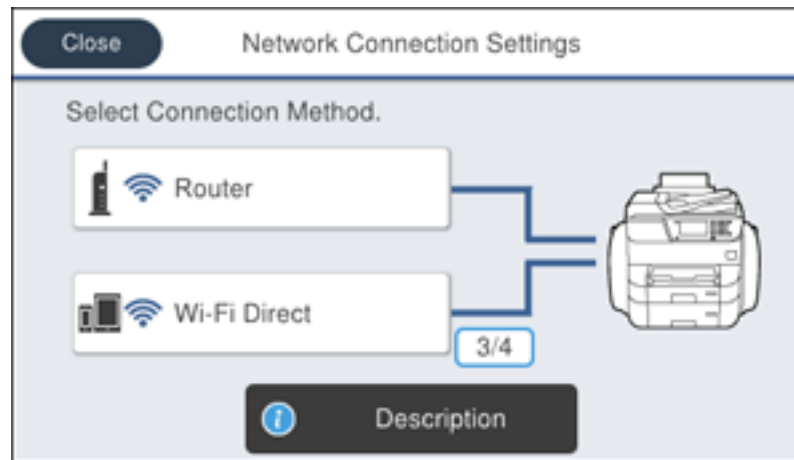 Close
Network Connection Settings
Select Connection Method.
Router
Wi-Fi Direct
3/4
Description